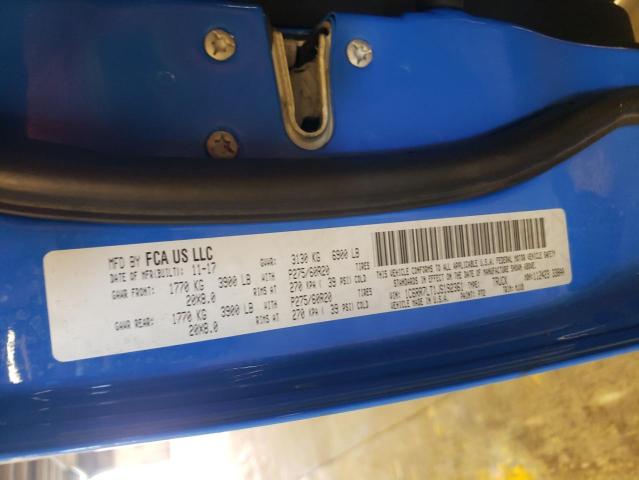 MFD BY FCA US LLC
DATE OF MFR(BUILT): 11-17 GVWR: 3130 KG 6900 LB
GAWR FRONT: 1770 KG 3900 LB WITH P275/60R20 TIRES
20X8.0 RIMS AT 270 KPA( 39 PSI) COLD
GAWR REAR: 1770 KG 3900 LB WITH P275/60R20 TIRES
20X8.0 RIMS AT 270 KPA( 39 PSI) COLD
THIS VEHICLE CONFORMS TO ALL APPLICABLE U.S.A. FEDERAL MOTOR VEHICLE SAFETY
STANDARDS IN EFFECT ON THE DATE OF MANUFACTURE SHOWN ABOVE.
VIN: TYPE: TRUCK
VEHICLE MADE IN U.S.A. PAINT: